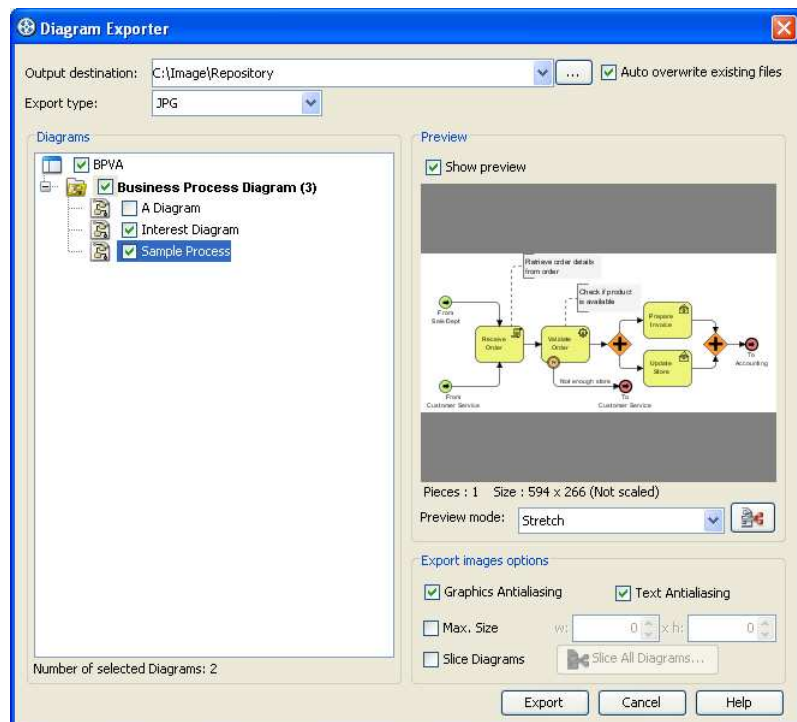 Diagram Exporter
Output destination: C:\Image\Repository ... Auto overwrite existing files
Export type: JPG
Diagrams
BPVA
Business Process Diagram (3)
A Diagram
Interest Diagram
Sample Process
Number of selected Diagrams: 2
Preview
Show preview
Retrieve order details
from order
Check if product
is available
From
Sale Dept
Receive
Order
Validate
Order
Prepare
Invoice
Update
Store
To
Accounting
Not enough store
From
Customer Service
To
Customer Service
Pieces : 1 Size : 594 x 266 (Not scaled)
Preview mode: Stretch
Export images options
Graphics Antialiasing Text Antialiasing
Max. Size w: 0 x h: 0
Slice Diagrams Slice All Diagrams...
Export Cancel Help